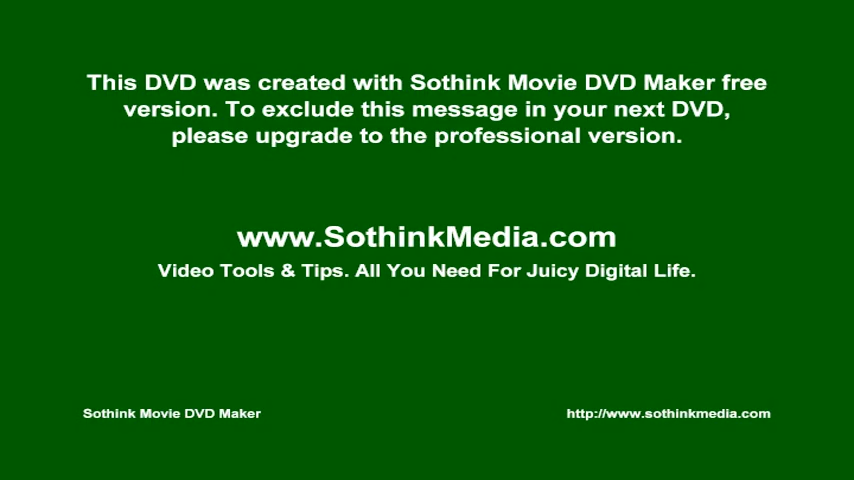 This DVD was created with Sothink Movie DVD Maker free
version. To exclude this message in your next DVD,
please upgrade to the professional version.
www.SothinkMedia.com
Video Tools & Tips. All You Need For Juicy Digital Life.
Sothink Movie DVD Maker
http://www.sothinkmedia.com